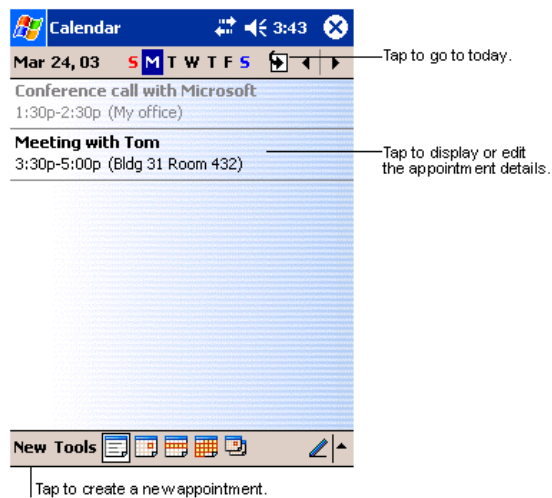 Calendar 3:43
Mar 24, 03 S M T W T F S
Tap to go to today.
Conference call with Microsoft
1:30p-2:30p (My office)
Meeting with Tom
3:30p-5:00p (Bldg 31 Room 432)
Tap to display or edit
the appointment details.
New Tools
Tap to create a new appointment.